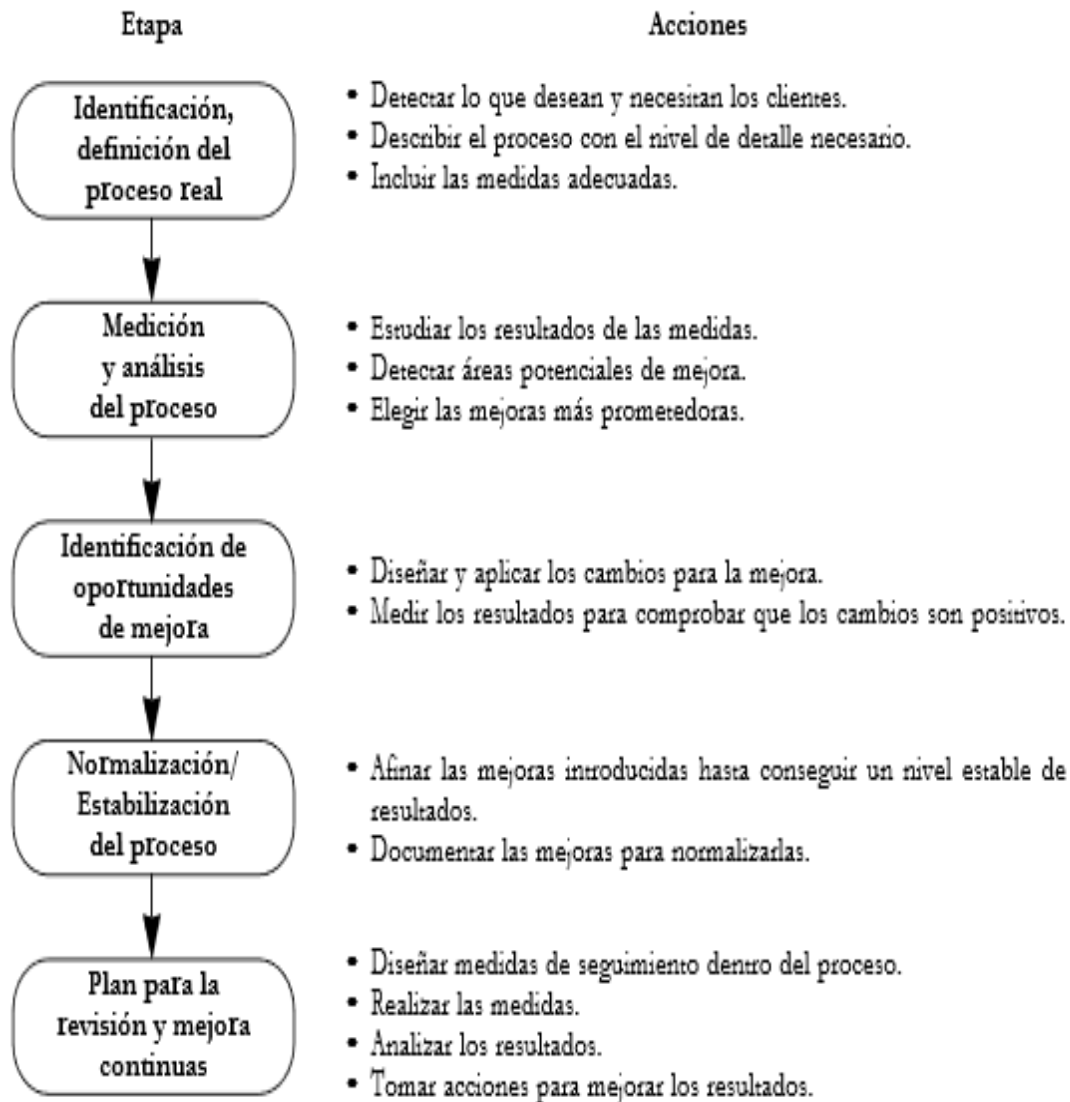 Etapa
Acciones
Identificación,
definición del
proceso real
• Detectar lo que desean y necesitan los clientes.
• Describir el proceso con el nivel de detalle necesario.
• Incluir las medidas adecuadas.
Medición
y análisis
del proceso
• Estudiar los resultados de las medidas.
• Detectar áreas potenciales de mejora.
• Elegir las mejoras más prometedoras.
Identificación de
oportunidades
de mejora
• Diseñar y aplicar los cambios para la mejora.
• Medir los resultados para comprobar que los cambios son positivos.
Normalización/
Estabilización
del proceso
• Afinar las mejoras introducidas hasta conseguir un nivel estable de
resultados.
• Documentar las mejoras para normalizarlas.
Plan para la
revisión y mejora
continuas
• Diseñar medidas de seguimiento dentro del proceso.
• Realizar las medidas.
• Analizar los resultados.
• Tomar acciones para mejorar los resultados.